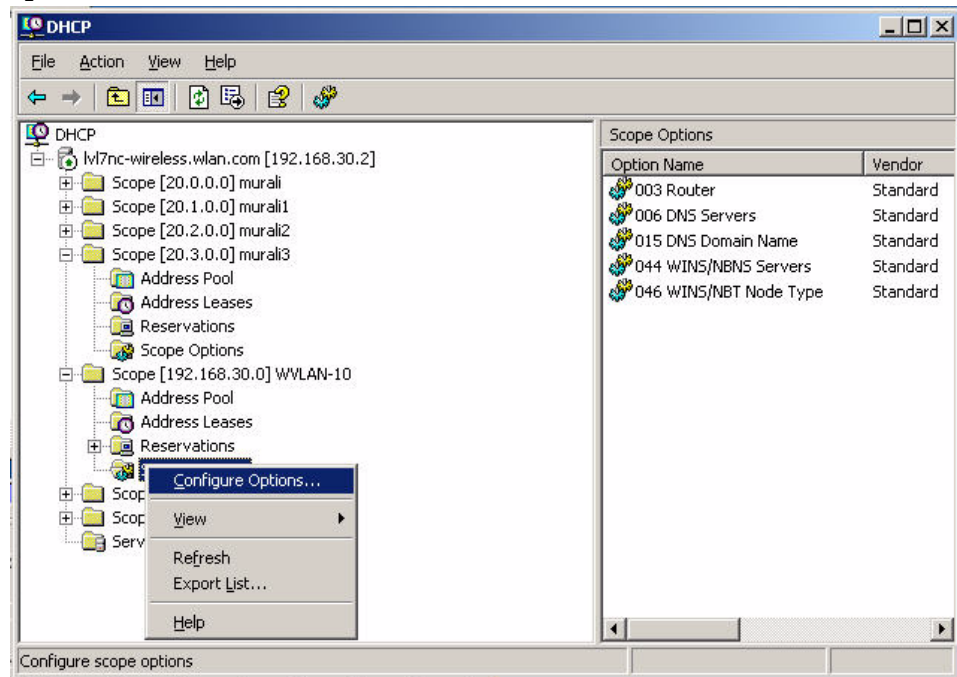 DHCP
File Action View Help
DHCP
lvl7nc-wireless.wlan.com [192.168.30.2]
Scope [20.0.0.0] murali
Scope [20.1.0.0] murali1
Scope [20.2.0.0] murali2
Scope [20.3.0.0] murali3
Address Pool
Address Leases
Reservations
Scope Options
Scope [192.168.30.0] WVLAN-10
Address Pool
Address Leases
Reservations
Scop
Scop
Serv
Configure Options...
View
Refresh
Export List...
Help
Scope Options
Option Name Vendor
003 Router Standard
006 DNS Servers Standard
015 DNS Domain Name Standard
044 WINS/NBNS Servers Standard
046 WINS/NBT Node Type Standard
Configure scope options